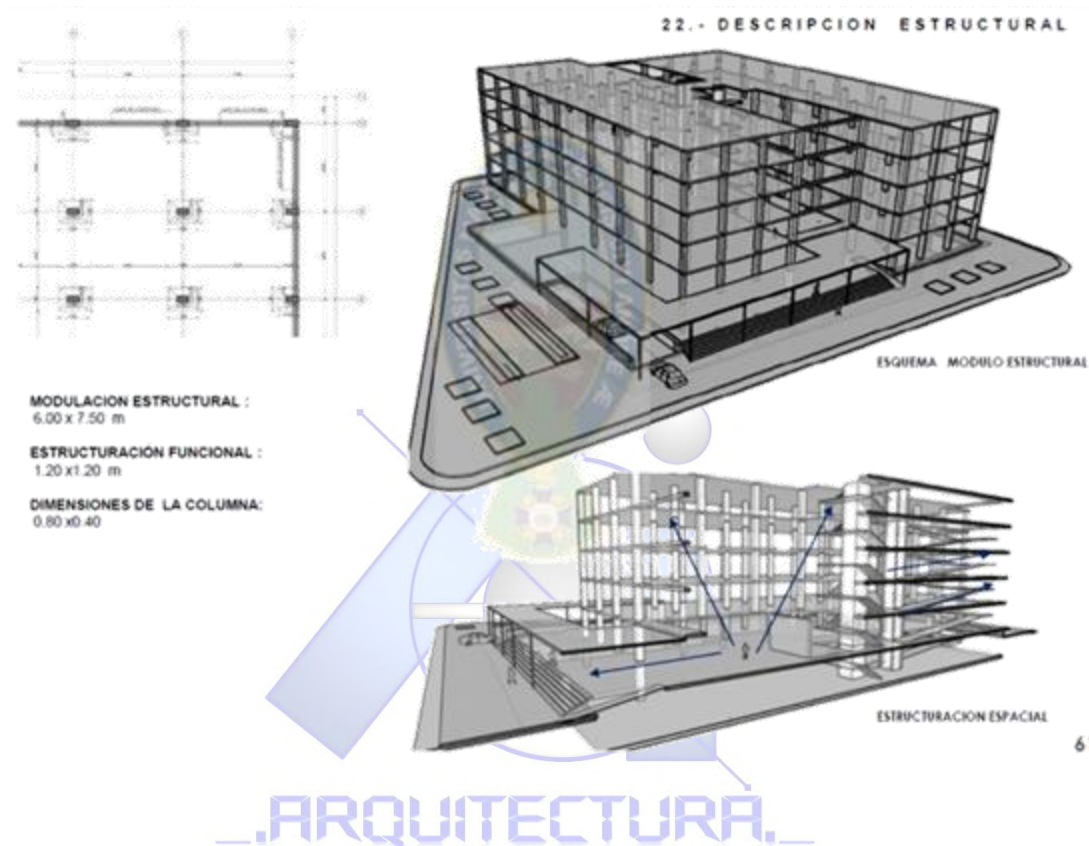 22.- DESCRIPCION ESTRUCTURAL
ESQUEMA MODULO ESTRUCTURAL
MODULACION ESTRUCTURAL :
6.00 x 7.50 m
ESTRUCTURACIÓN FUNCIONAL :
1.20 x1.20 m
DIMENSIONES DE LA COLUMNA:
0.80 x0.40
ESTRUCTURACION ESPACIAL
6
_.ARQUITECTURA._